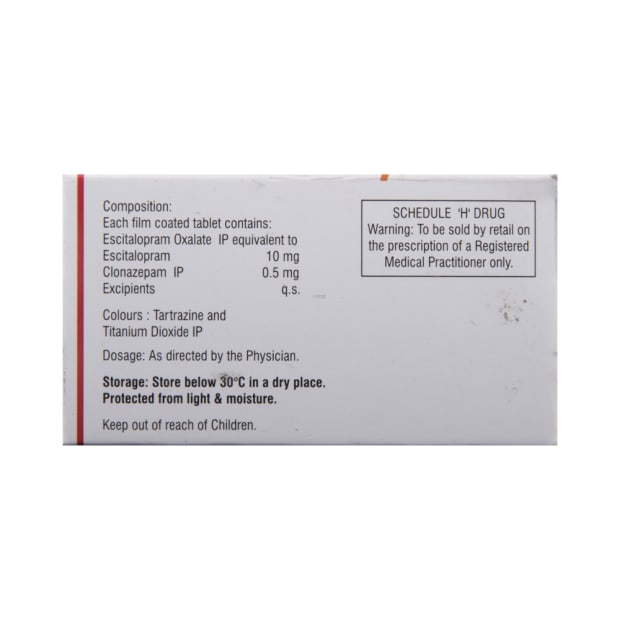 Composition:
Each film coated tablet contains:
Escitalopram Oxalate IP equivalent to
Escitalopram 10 mg
Clonazepam IP 0.5 mg
Excipients q.s.
Colours : Tartrazine and
Titanium Dioxide IP
Dosage: As directed by the Physician.
Storage: Store below 30°C in a dry place.
Protected from light & moisture.
Keep out of reach of Children.
SCHEDULE 'H' DRUG
Warning: To be sold by retail on
the prescription of a Registered
Medical Practitioner only.